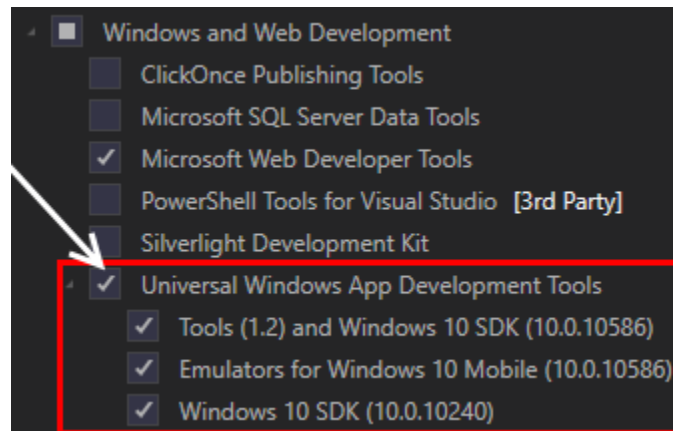 Windows and Web Development
ClickOnce Publishing Tools
Microsoft SQL Server Data Tools
Microsoft Web Developer Tools
PowerShell Tools for Visual Studio [3rd Party]
Silverlight Development Kit
Universal Windows App Development Tools
Tools (1.2) and Windows 10 SDK (10.0.10586)
Emulators for Windows 10 Mobile (10.0.10586)
Windows 10 SDK (10.0.10240)